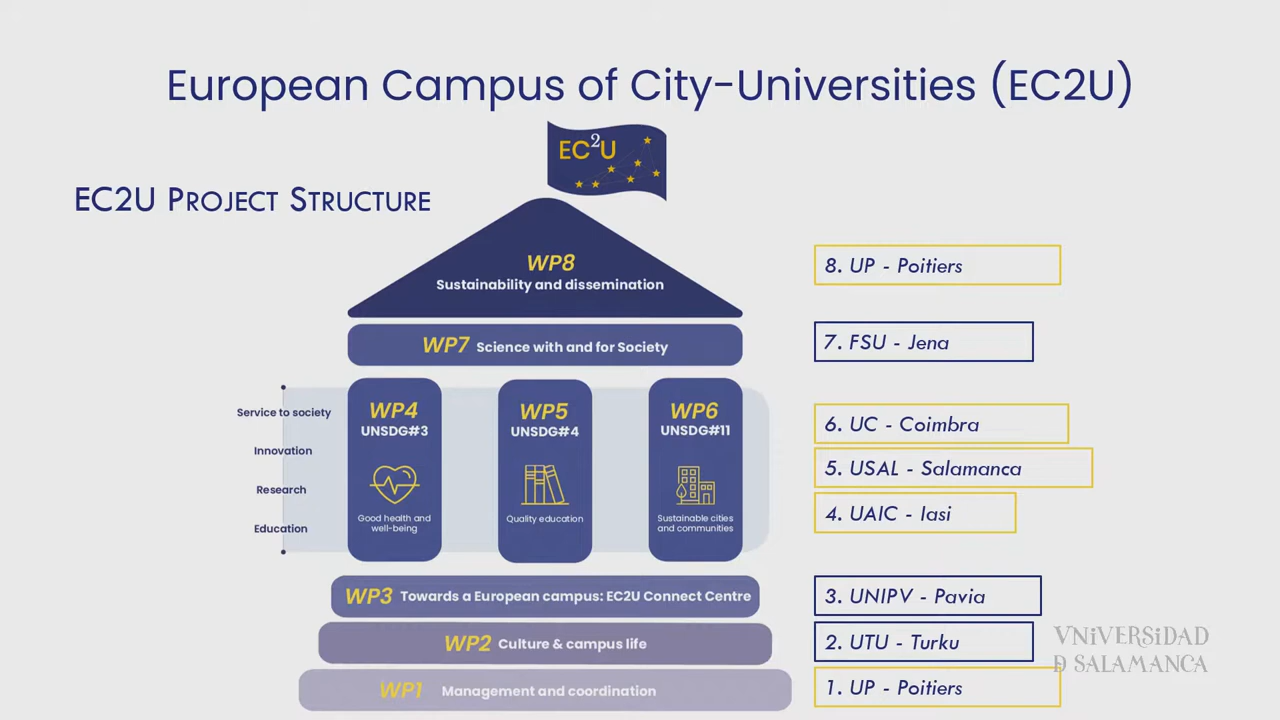 European Campus of City-Universities (EC2U)
EC²U
EC2U PROJECT STRUCTURE
WP8
Sustainability and dissemination
8. UP - Poitiers
WP7 Science with and for Society
7. FSU - Jena
Service to society
Innovation
Research
Education
WP4
UNSDG#3
Good health and
well-being
WP5
UNSDG#4
Quality education
WP6
UNSDG#11
Sustainable cities
and communities
6. UC - Coimbra
5. USAL - Salamanca
4. UAIC - Iasi
WP3 Towards a European campus: EC2U Connect Centre
3. UNIPV - Pavia
WP2 Culture & campus life
2. UTU - Turku
WP1 Management and coordination
1. UP - Poitiers
VNiVERSiDAD
D SALAMANCA